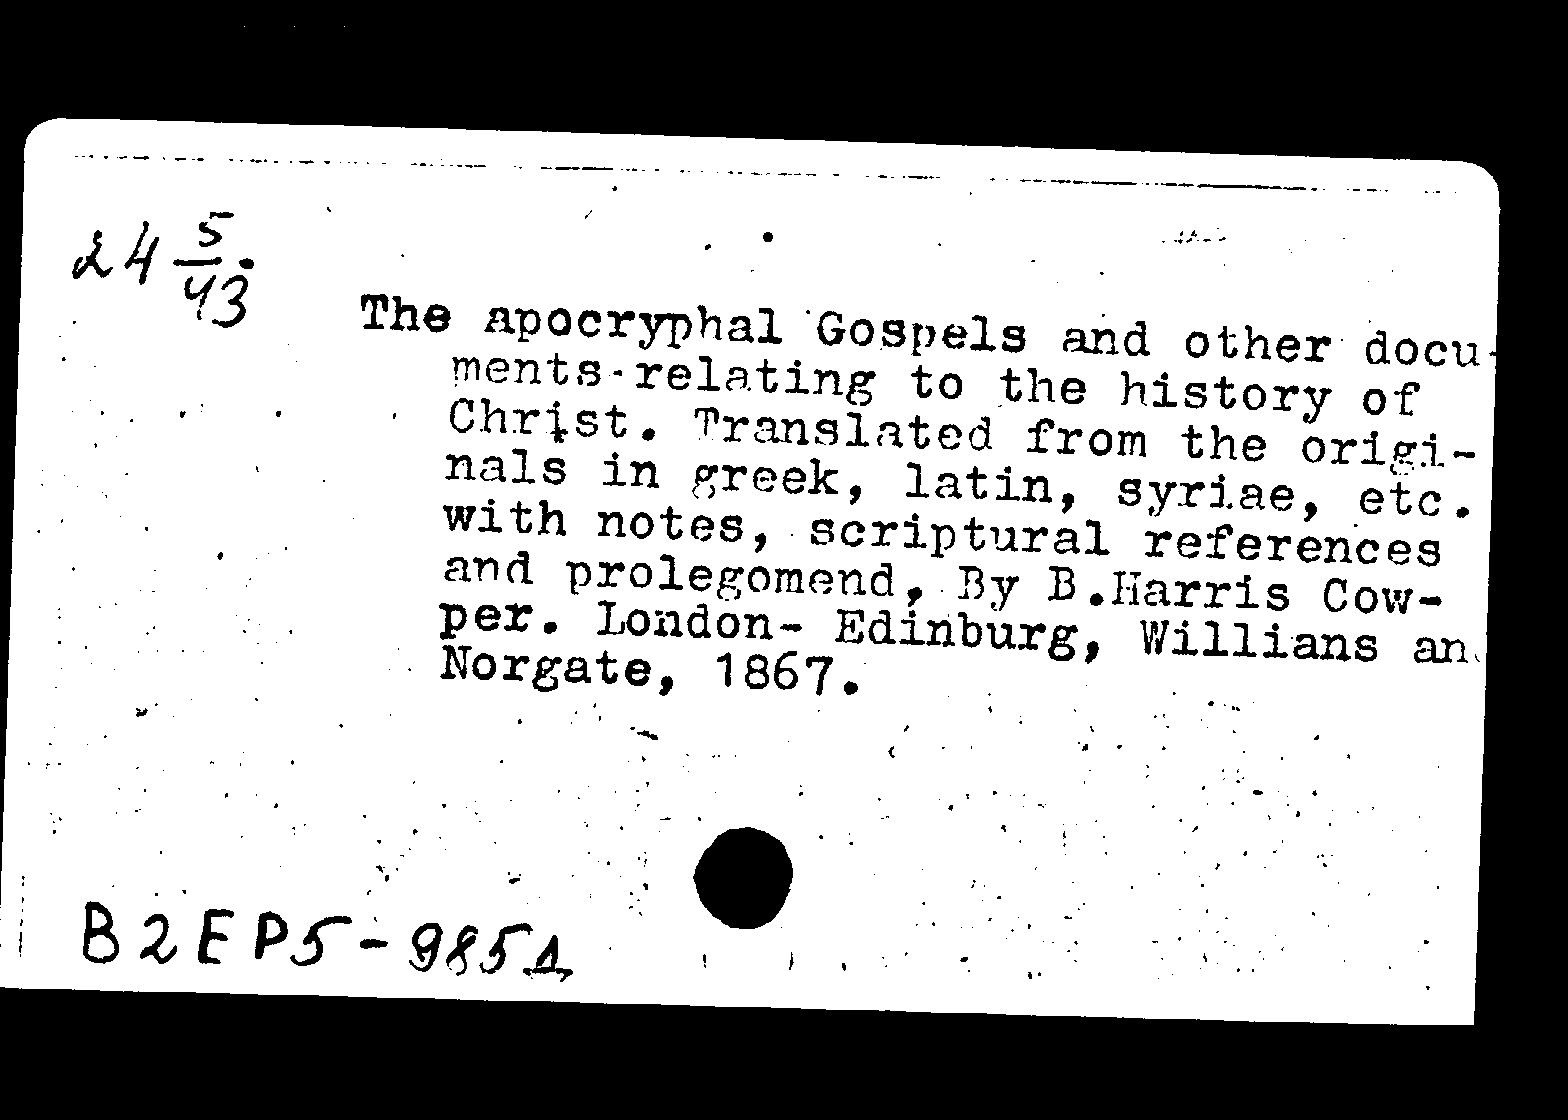 24 5/43.
The apocryphal Gospels and other docu-
ments relating to the history of
Christ. Translated from the origi-
nals in greek, latin, syriae, etc.
with notes, scriptural references
and prolegomend, By B.Harris Cow-
per. London- Edinburg, Willians an
Norgate, 1867.
B2EP5-985